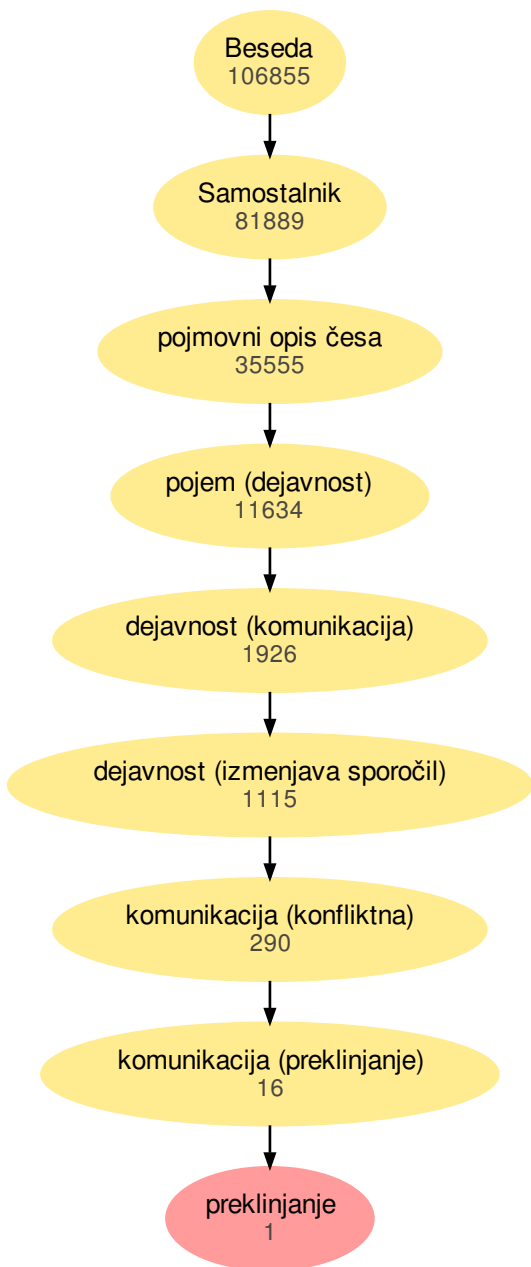 Beseda
106855
Samostalnik
81889
pojmovni opis česa
35555
pojem (dejavnost)
11634
dejavnost (komunikacija)
1926
dejavnost (izmenjava sporočil)
1115
komunikacija (konfliktna)
290
komunikacija (preklinjanje)
16
preklinjanje
1